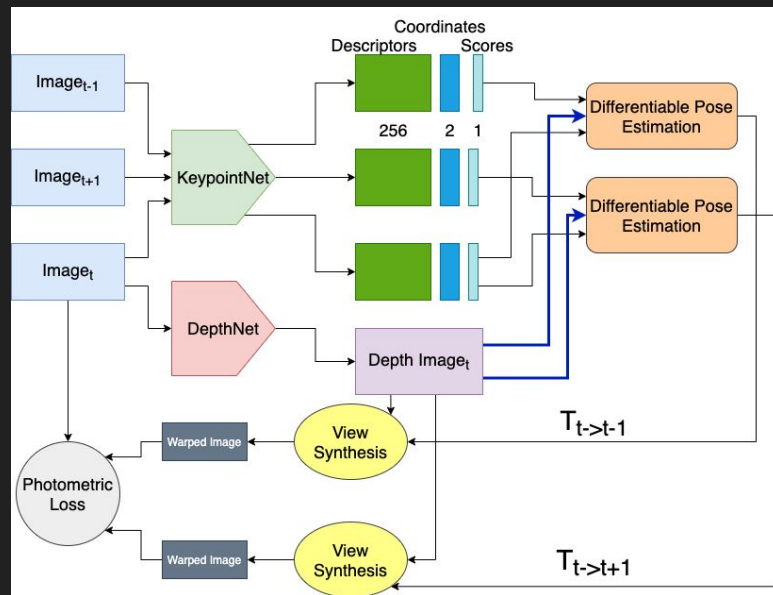 Coordinates
Descriptors
Scores
Image_t-1
Differentiable Pose
Estimation
256
2
1
Image_t+1
KeypointNet
Differentiable Pose
Estimation
Image_t
DepthNet
Depth Image_t
T_t->t-1
Warped Image
View
Synthesis
Photometric
Loss
Warped Image
View
Synthesis
T_t->t+1